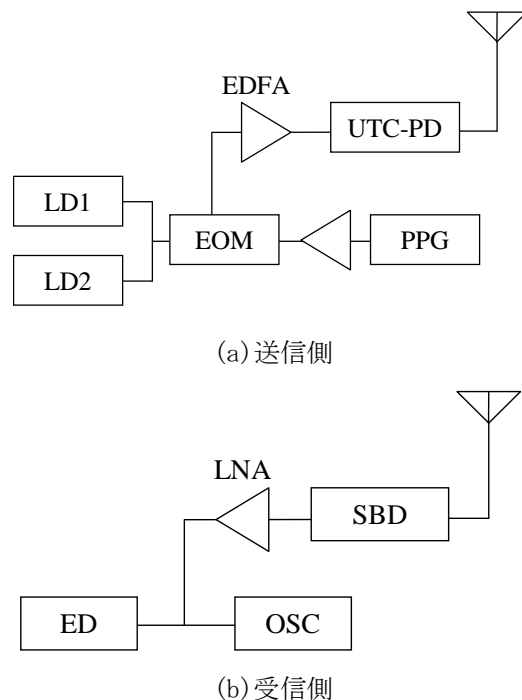 EDFA
UTC-PD
LD1
EOM
PPG
LD2
(a)送信側
LNA
SBD
ED
OSC
(b)受信側